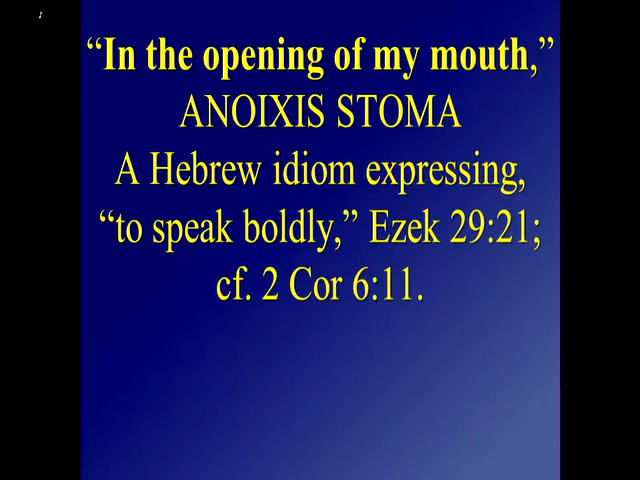 “In the opening of my mouth,”
ANOIXIS STOMA
A Hebrew idiom expressing,
“to speak boldly,” Ezek 29:21;
cf. 2 Cor 6:11.